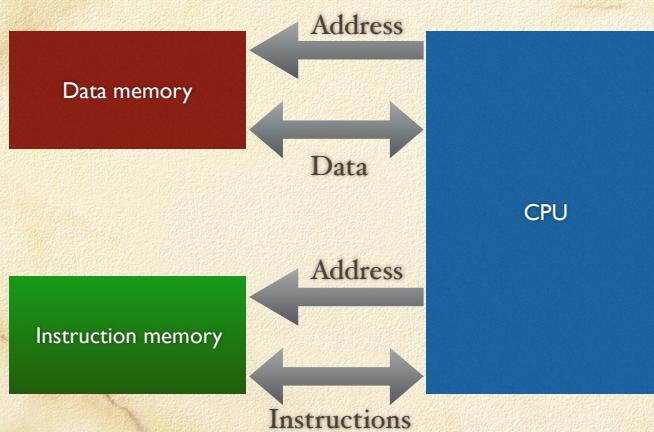 Address
Data memory
Data
CPU
Address
Instruction memory
Instructions